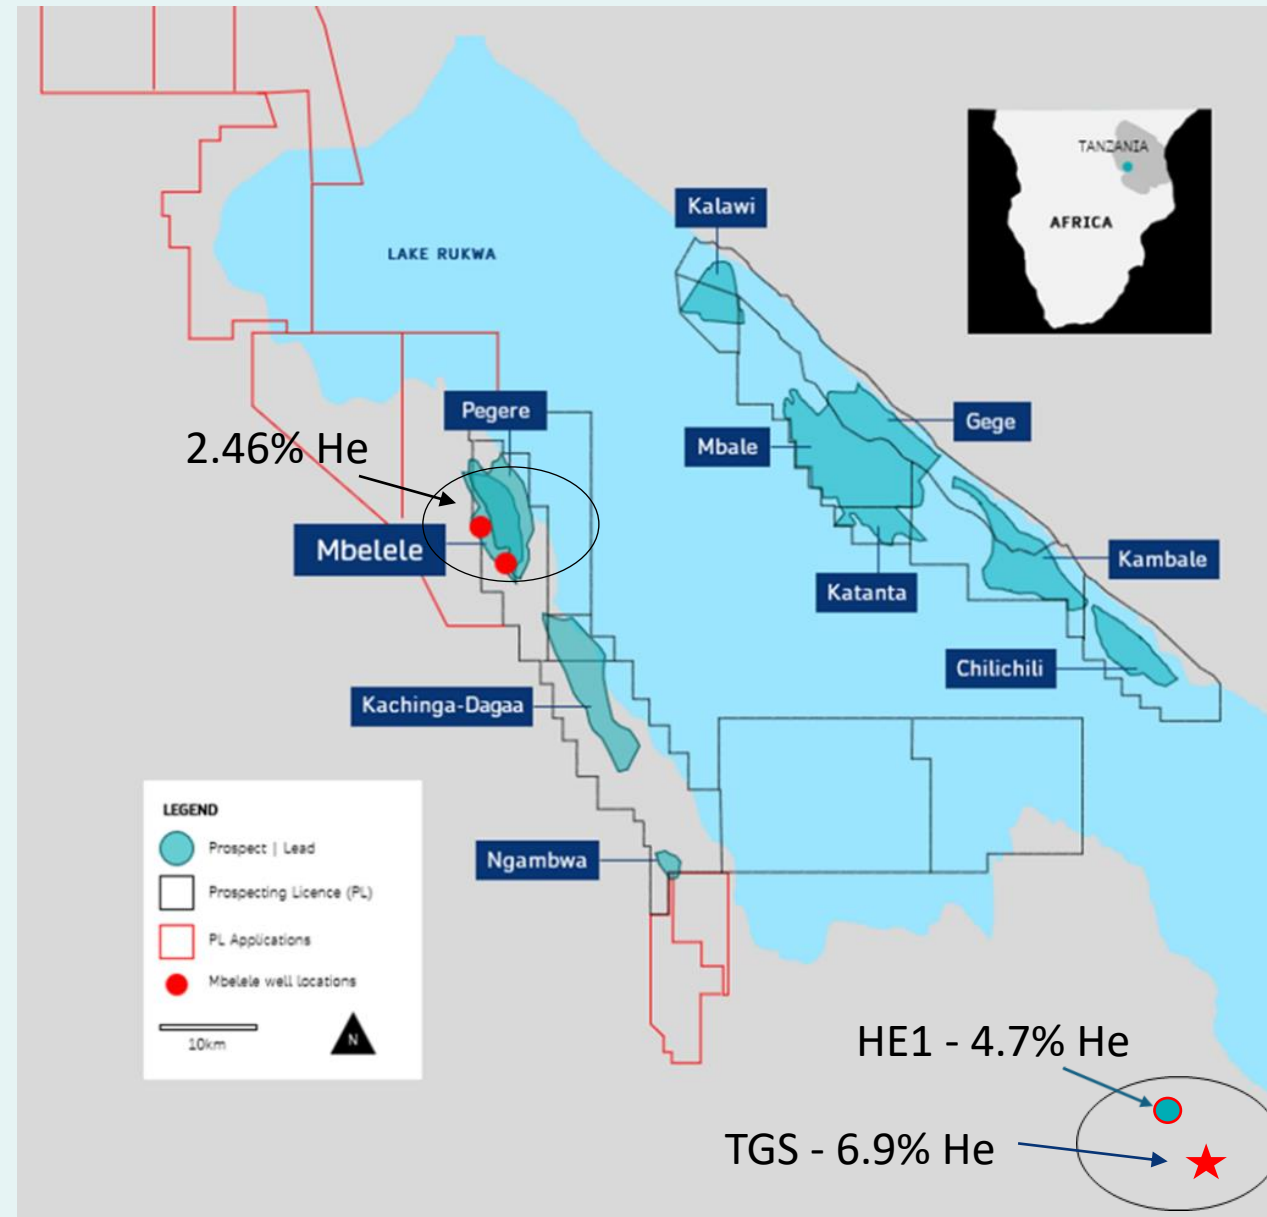 TANZANIA
AFRICA
Kalawi
LAKE RUKWA
Pegere
Gege
2.46% He
Mbale
Mbelele
Kambale
Katanta
Chilichili
Kachinga-Dagaa
LEGEND
Prospect | Lead
Prospecting Licence (PL)
PL Applications
Mbelele well locations
10km
N
Ngambwa
HE1 - 4.7% He
TGS - 6.9% He